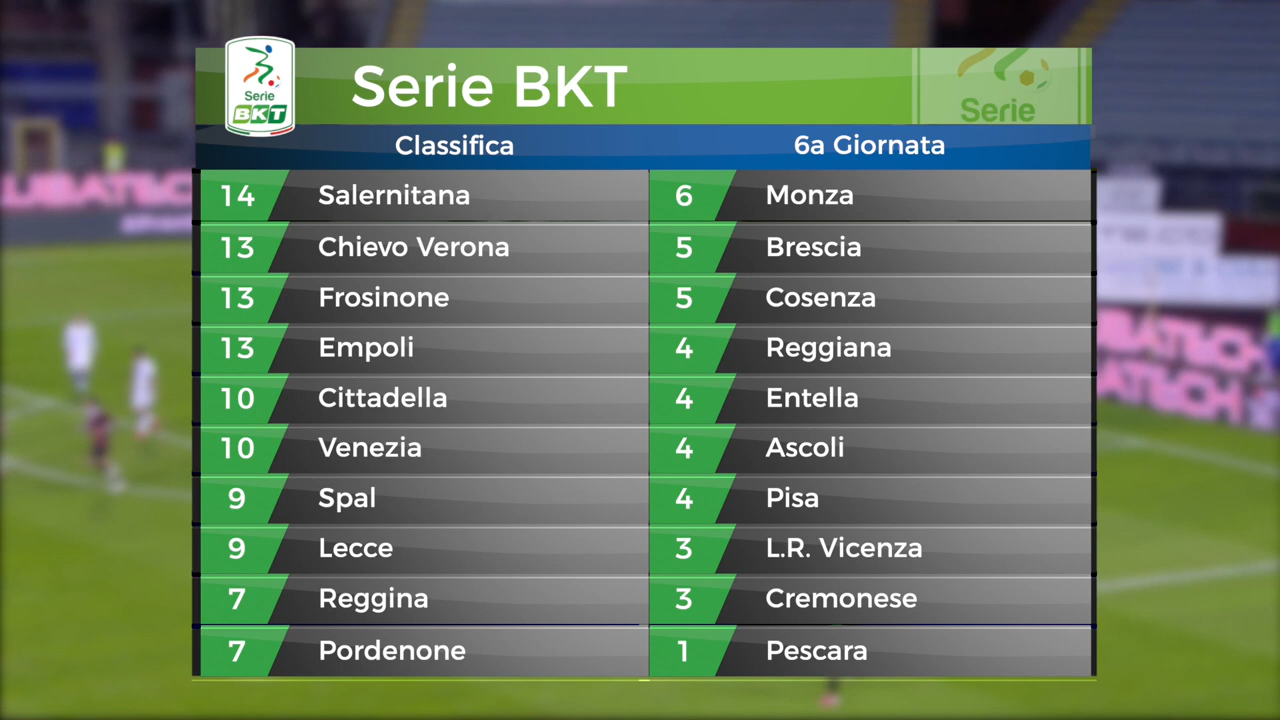 Serie
BKT
Serie BKT
Serie
Classifica
6a Giornata
14 Salernitana
13 Chievo Verona
13 Frosinone
13 Empoli
10 Cittadella
10 Venezia
9 Spal
9 Lecce
7 Reggina
7 Pordenone
6 Monza
5 Brescia
5 Cosenza
4 Reggiana
4 Entella
4 Ascoli
4 Pisa
3 L.R. Vicenza
3 Cremonese
1 Pescara